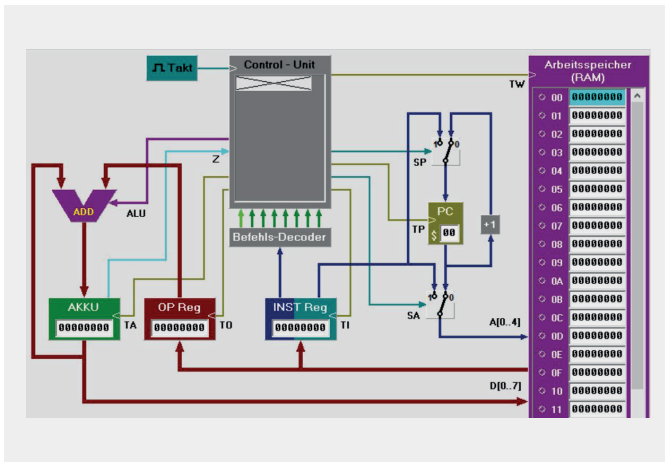 Takt
Control - Unit
Arbeitsspeicher
(RAM)
TW
00 00000000
01 00000000
02 00000000
03 00000000
04 00000000
05 00000000
06 00000000
07 00000000
08 00000000
09 00000000
0A 00000000
0B 00000000
0C 00000000
0D 00000000
0E 00000000
0F 00000000
10 00000000
11 00000000
1 0
SP
Z
ADD
ALU
Befehls-Decoder
PC
$ 00
TP
+1
AKKU
00000000
TA
OP Reg
00000000
TO
INST Reg
00000000
TI
1 0
SA
A[0..4]
D[0..7]